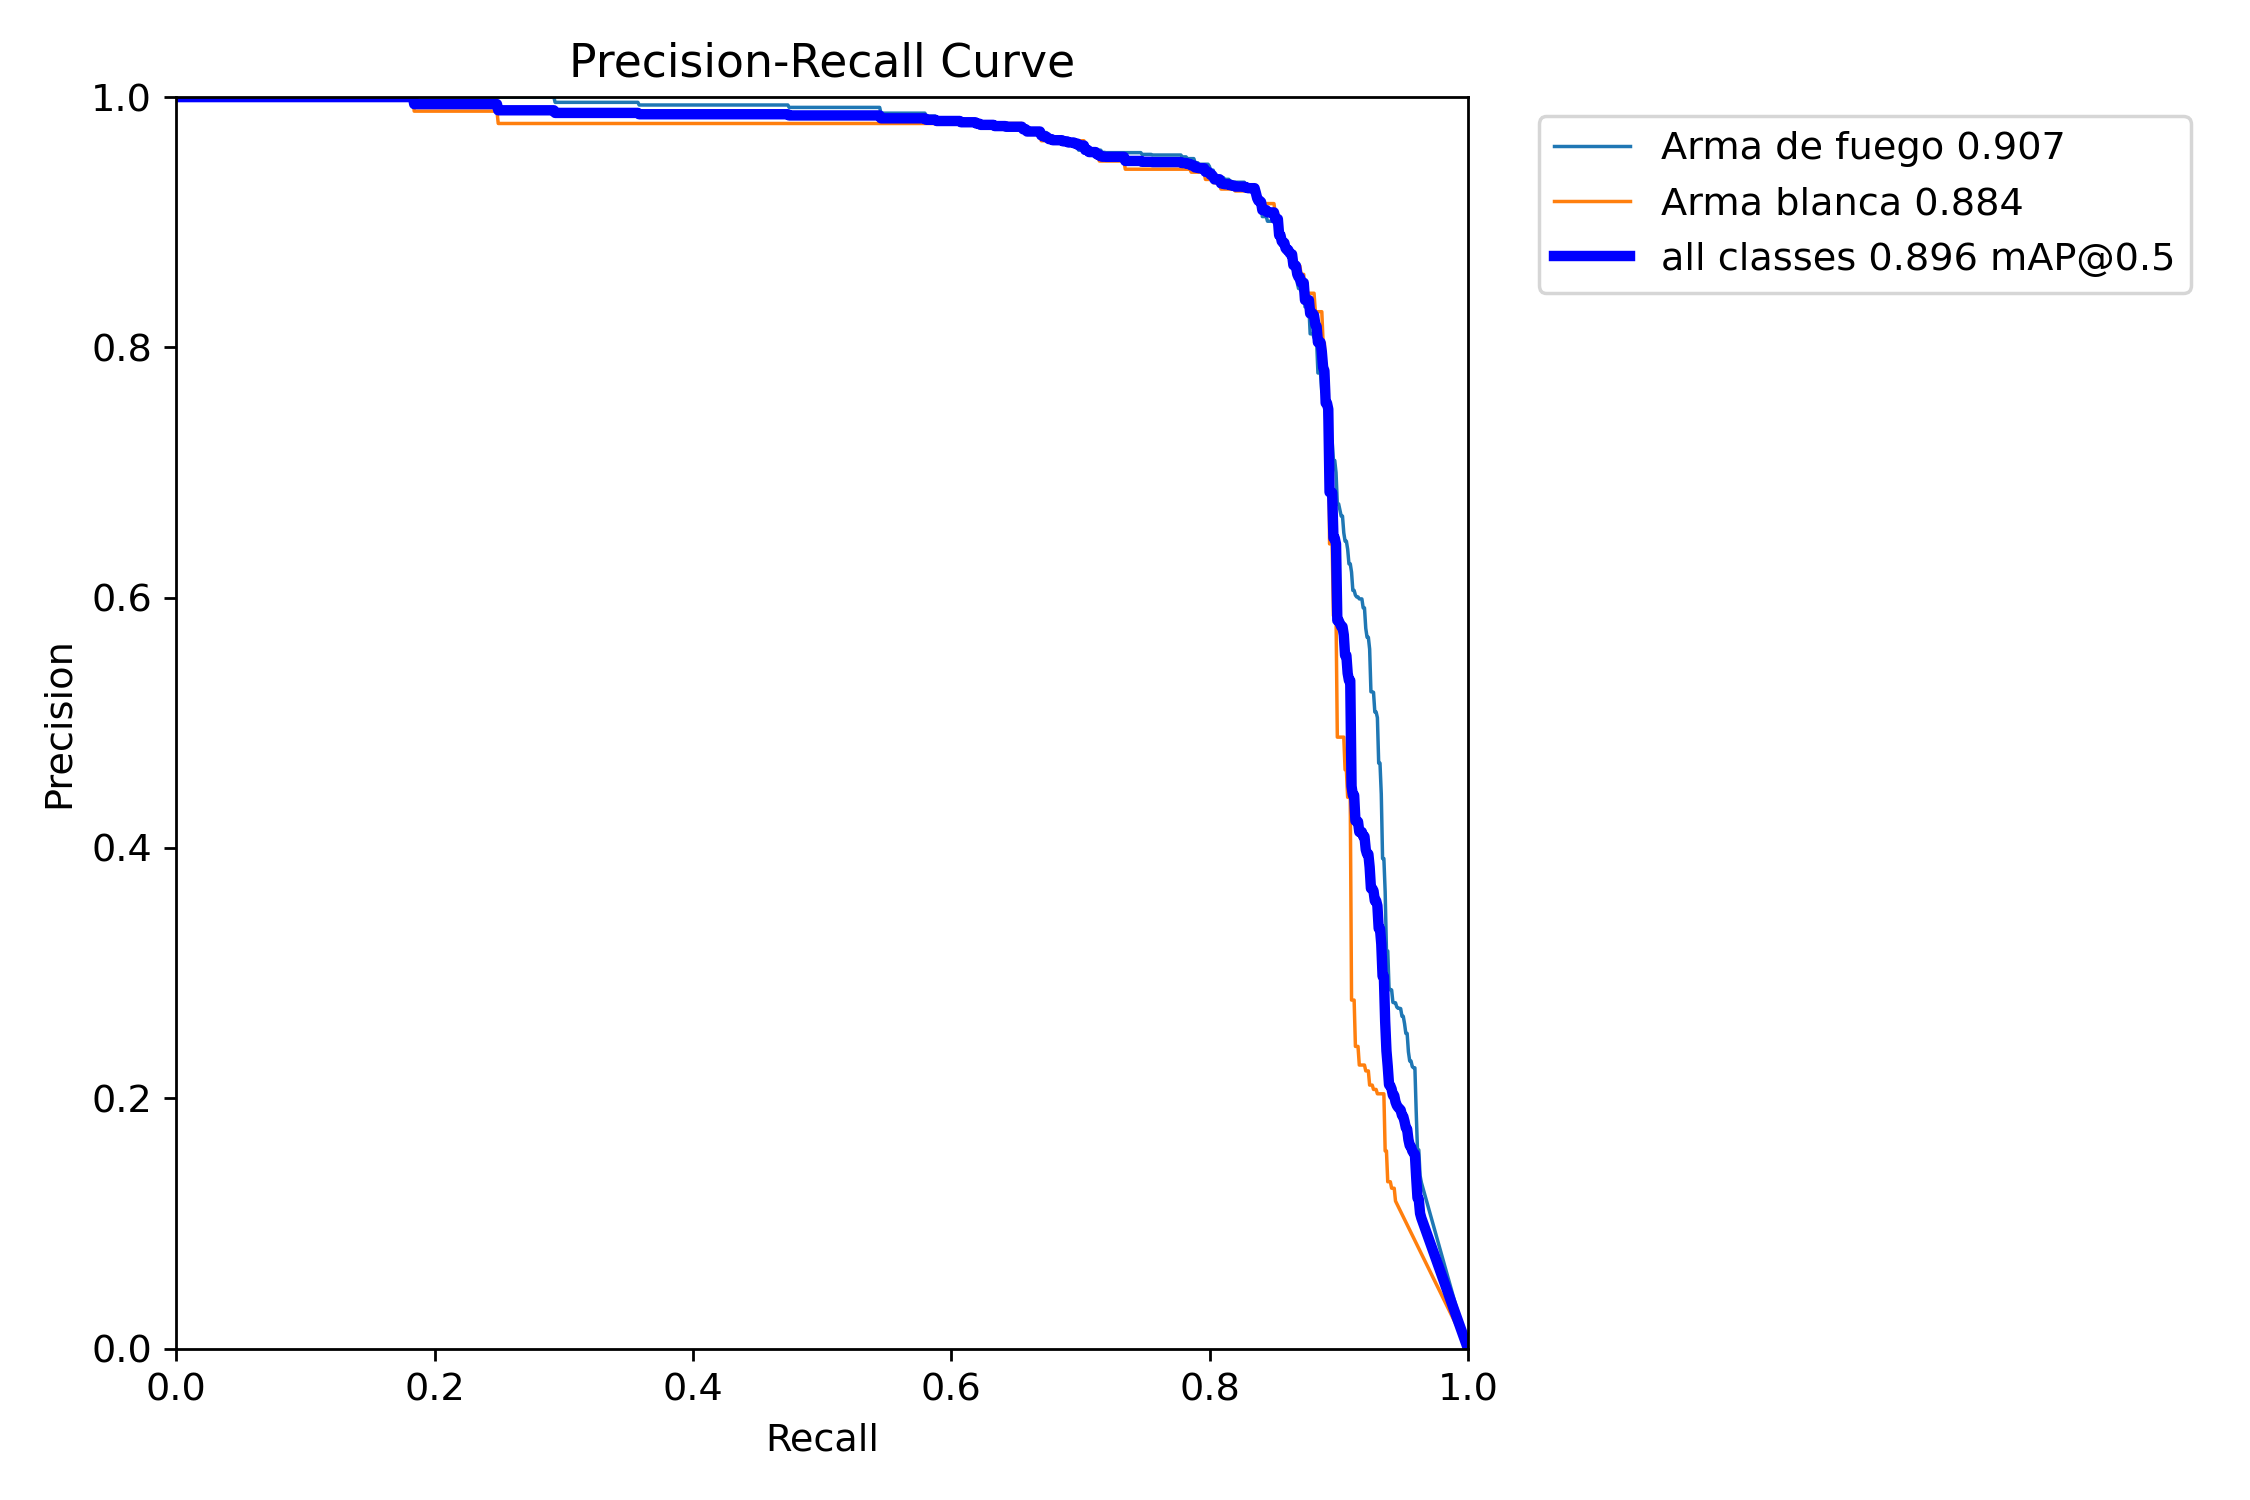 Precision-Recall Curve
1.0
0.8
0.6
0.4
0.2
0.0
Precision
0.0 0.2 0.4 0.6 0.8 1.0
Recall
Arma de fuego 0.907
Arma blanca 0.884
all classes 0.896 mAP@0.5